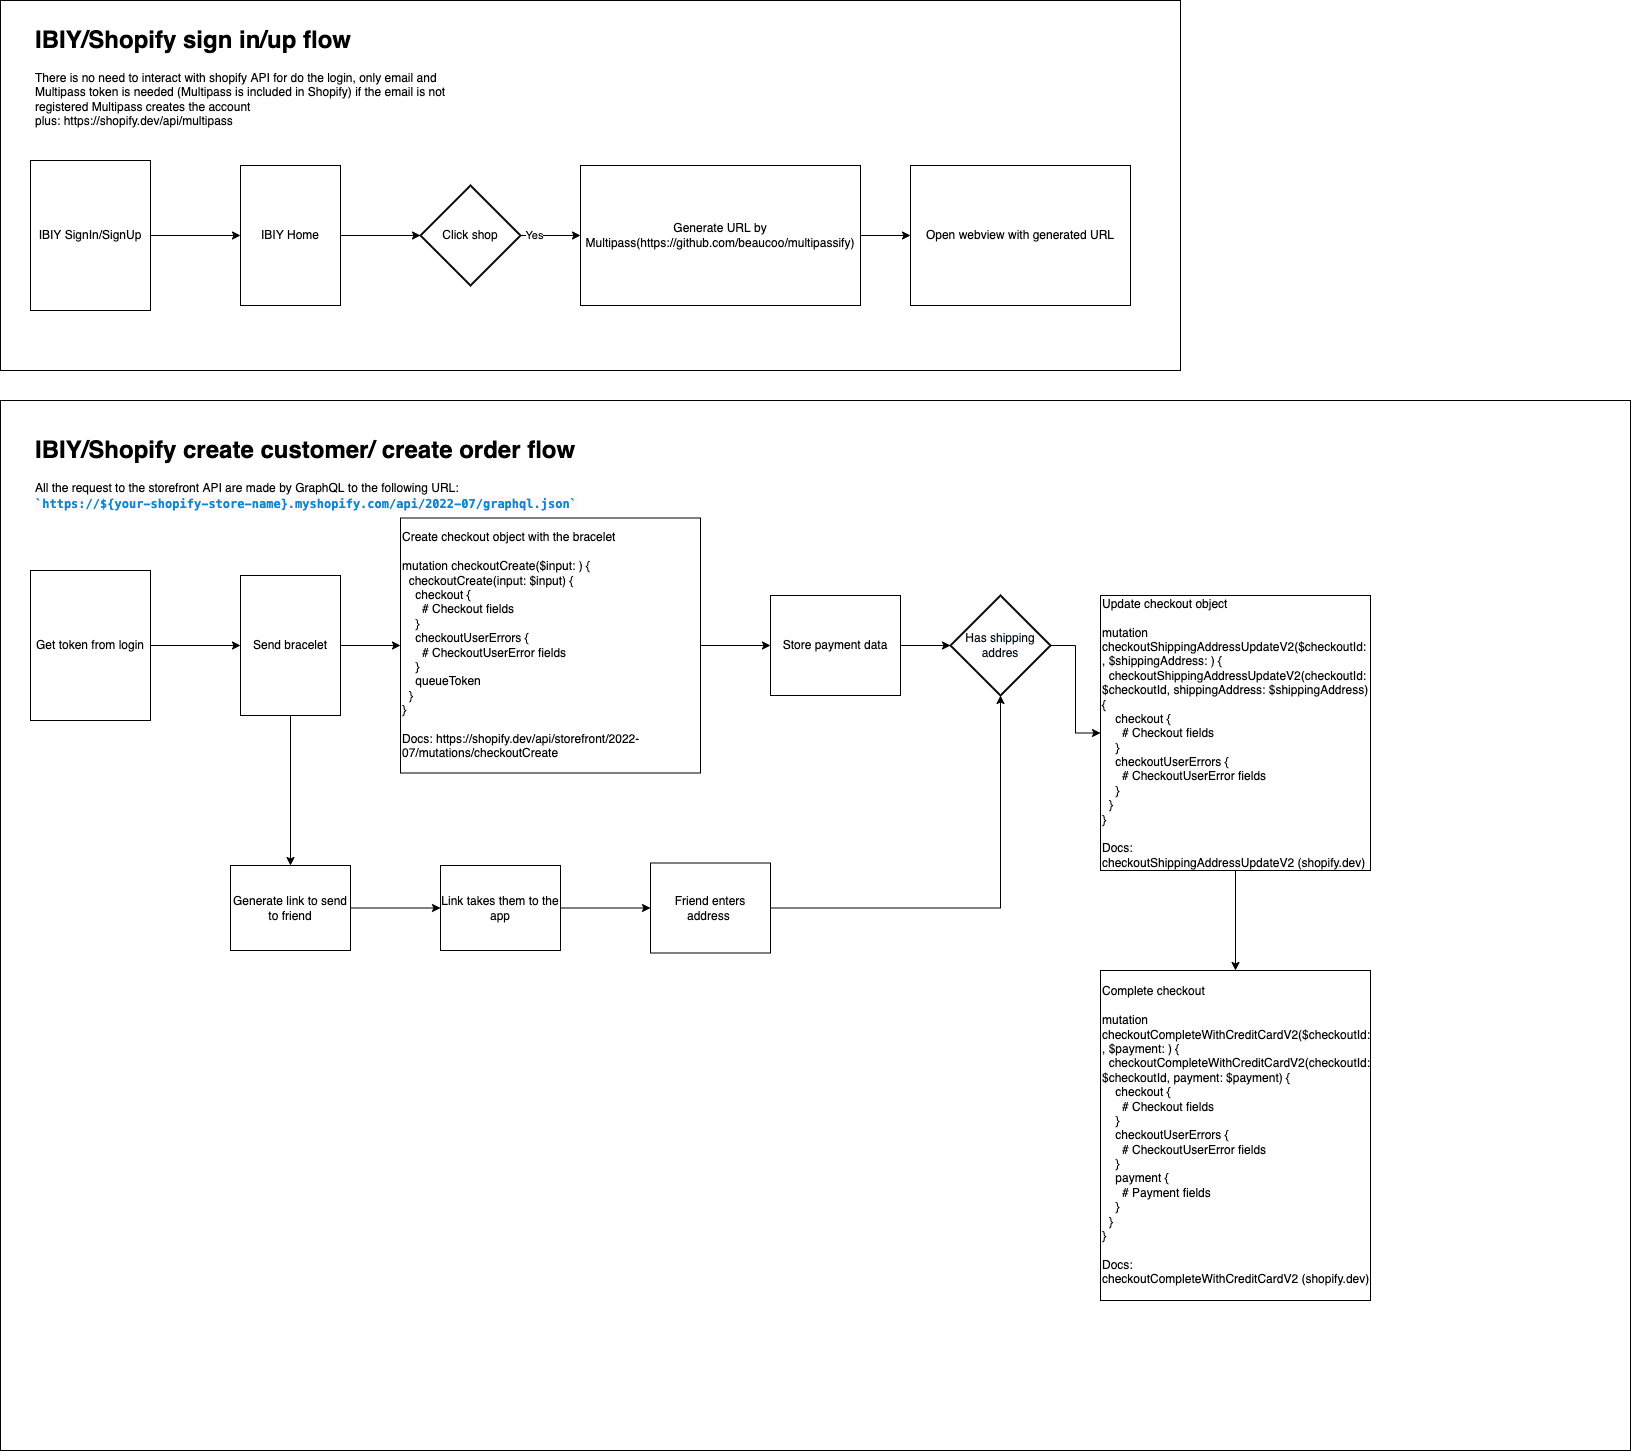 IBIY/Shopify sign in/up flow
There is no need to interact with shopify API for do the login, only email and
Multipass token is needed (Multipass is included in Shopify) if the email is not
registered Multipass creates the account
plus: https://shopify.dev/api/multipass
IBIY SignIn/SignUp
IBIY Home
Click shop
Yes
Generate URL by
Multipass(https://github.com/beaucoo/multipassify)
Open webview with generated URL
IBIY/Shopify create customer/ create order flow
All the request to the storefront API are made by GraphQL to the following URL:
`https://${your-shopify-store-name}.myshopify.com/api/2022-07/graphql.json`
Get token from login
Send bracelet
Create checkout object with the bracelet
mutation checkoutCreate($input: ) {
checkoutCreate(input: $input) {
checkout {
# Checkout fields
}
checkoutUserErrors {
# CheckoutUserError fields
}
queueToken
}
}
Docs: https://shopify.dev/api/storefront/2022-
07/mutations/checkoutCreate
Store payment data
Has shipping
addres
Update checkout object
mutation
checkoutShippingAddressUpdateV2($checkoutId:
, $shippingAddress: ) {
checkoutShippingAddressUpdateV2(checkoutId:
$checkoutId, shippingAddress: $shippingAddress)
{
checkout {
# Checkout fields
}
checkoutUserErrors {
# CheckoutUserError fields
}
}
}
Docs:
checkoutShippingAddressUpdateV2 (shopify.dev)
Generate link to send
to friend
Link takes them to the
app
Friend enters
address
Complete checkout
mutation
checkoutCompleteWithCreditCardV2($checkoutId:
, $payment: ) {
checkoutCompleteWithCreditCardV2(checkoutId:
$checkoutId, payment: $payment) {
checkout {
# Checkout fields
}
checkoutUserErrors {
# CheckoutUserError fields
}
payment {
# Payment fields
}
}
}
Docs:
checkoutCompleteWithCreditCardV2 (shopify.dev)